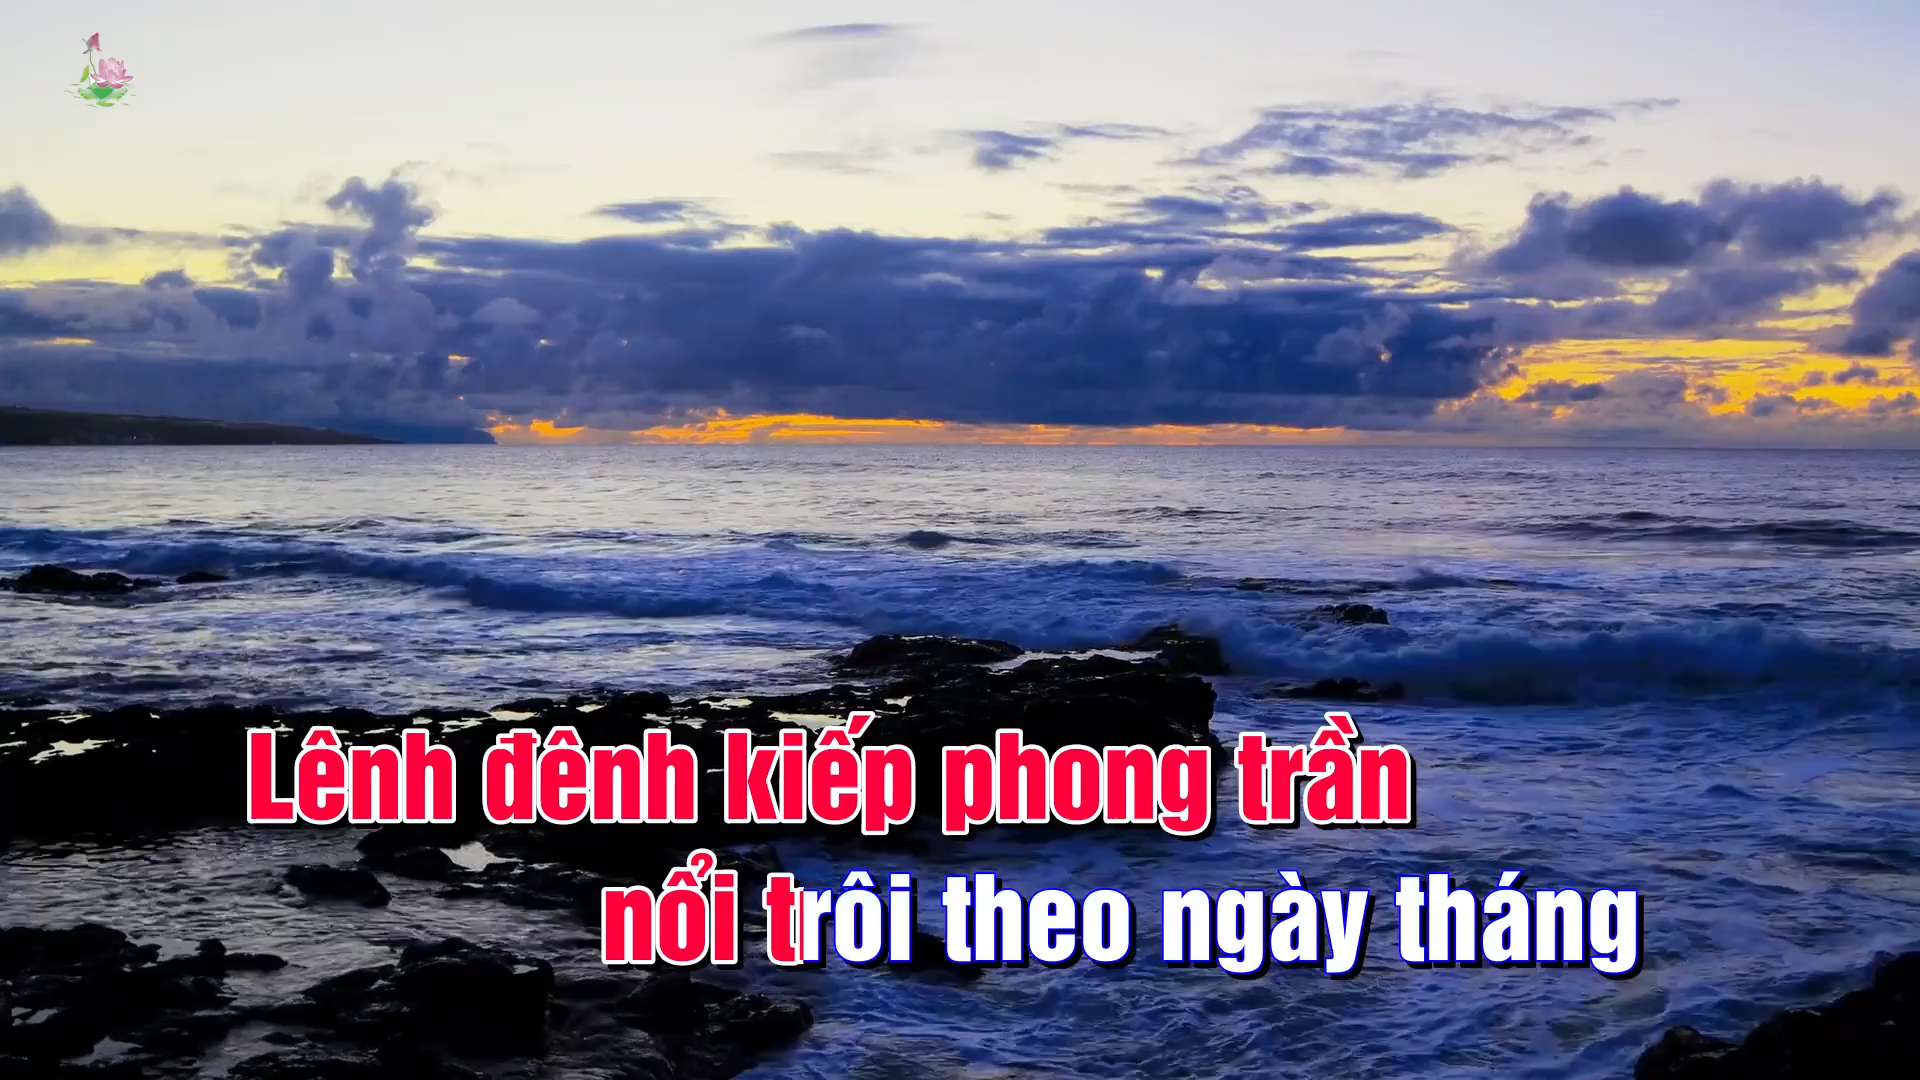 Lênh đênh kiếp phong trần
nổi trôi theo ngày tháng